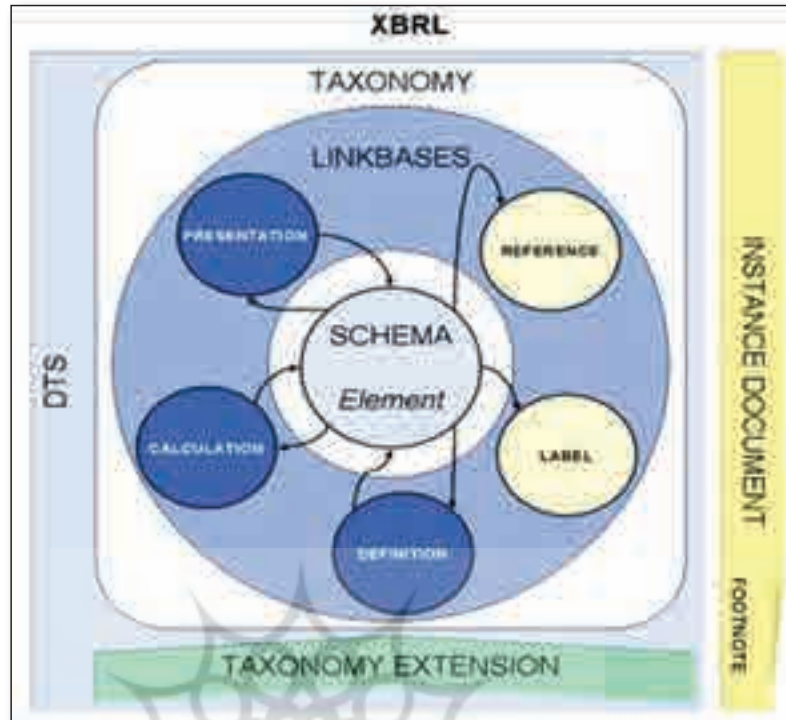 XBRL
TAXONOMY
LINKBASES
PRESENTATION
REFERENCE
SCHEMA
Element
CALCULATION
LABEL
DEFINITION
DTS
INSTANCE DOCUMENT
FOOTNOTE
TAXONOMY EXTENSION